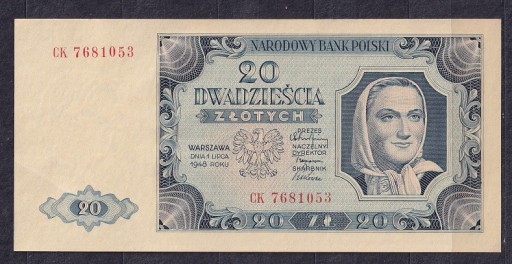 NARODOWY BANK POLSKI
CK 7681053
20
DWADZIEŚCIA
ZŁOTYCH
WARSZAWA
DNIA 1 LIPCA
1948 ROKU
PREZES
NACZELNY
DYREKTOR
SKARBNIK
CK 7681053
20
20 ZŁ 20